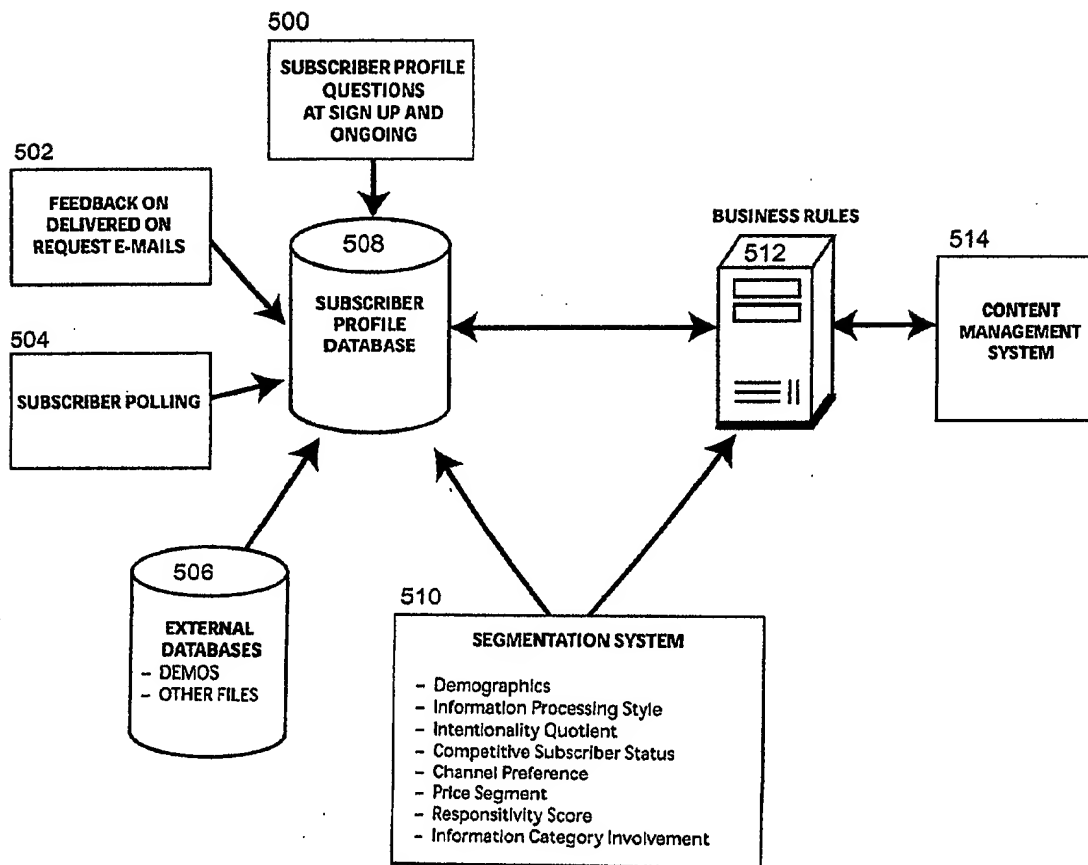 500
SUBSCRIBER PROFILE
QUESTIONS
AT SIGN UP AND
ONGOING
502
FEEDBACK ON
DELIVERED ON
REQUEST E-MAILS
504
SUBSCRIBER POLLING
508
SUBSCRIBER
PROFILE
DATABASE
BUSINESS RULES
512
514
CONTENT
MANAGEMENT
SYSTEM
506
EXTERNAL
DATABASES
– DEMOS
– OTHER FILES
510
SEGMENTATION SYSTEM
– Demographics
– Information Processing Style
– Intentionality Quotient
– Competitive Subscriber Status
– Channel Preference
– Price Segment
– Responsitivity Score
– Information Category Involvement